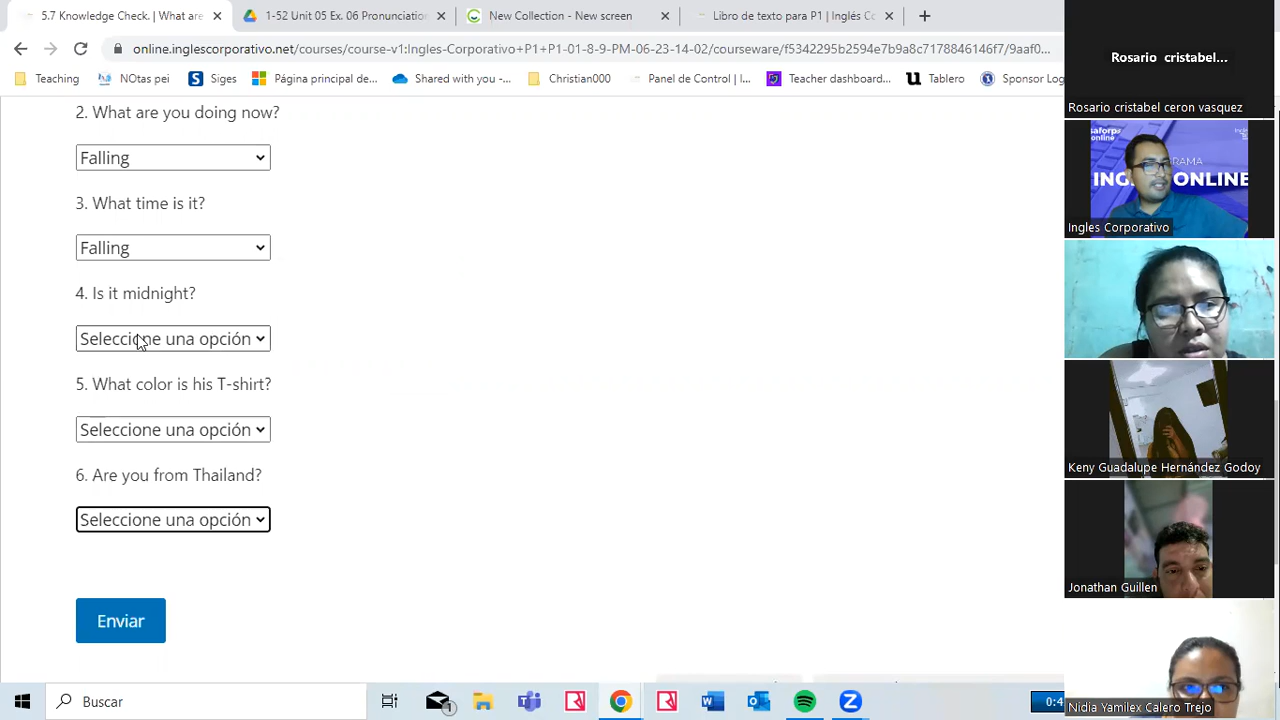 5.7 Knowledge Check. | What are
1-52 Unit 05 Ex. 06 Pronunciation
New Collection - New screen
Libro de texto para P1 | Inglés Co
online.inglescorporativo.net/courses/course-v1:Ingles-Corporativo+P1+P1-01-8-9-PM-06-23-14-02/courseware/f5342295b2594e7b9a8c7178846146f7/9aaf0...
Teaching
NOtas pei
Siges
Página principal de...
Shared with you -...
Christian000
Panel de Control | I...
Teacher dashboard...
Tablero
Sponsor Log
2. What are you doing now?
Falling
3. What time is it?
Falling
4. Is it midnight?
Seleccione una opción
5. What color is his T-shirt?
Seleccione una opción
6. Are you from Thailand?
Seleccione una opción
Enviar
Buscar
1
0:4
Rosario cristabel...
Rosario cristabel ceron vasquez
Ingles Corporativo
Keny Guadalupe Hernández Godoy
Jonathan Guillen
Nidia Yamilex Calero Trejo